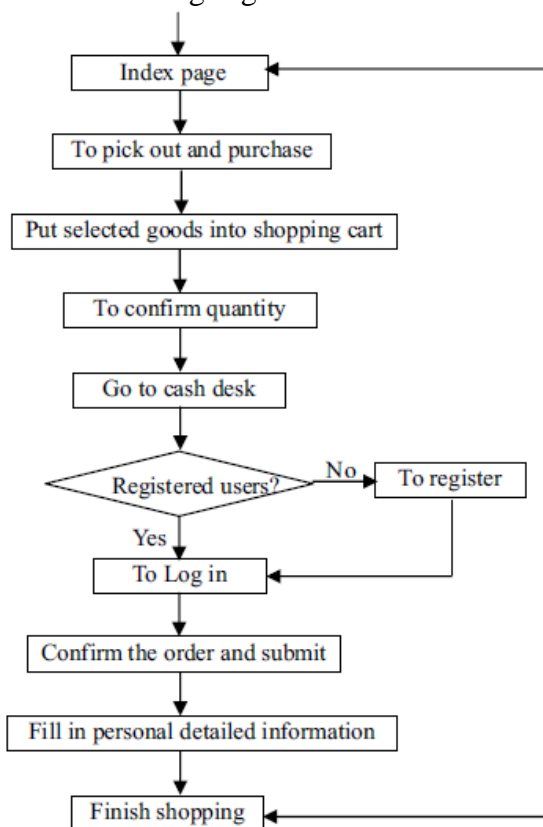 Index page
To pick out and purchase
Put selected goods into shopping cart
To confirm quantity
Go to cash desk
Registered users?
No
To register
Yes
To Log in
Confirm the order and submit
Fill in personal detailed information
Finish shopping